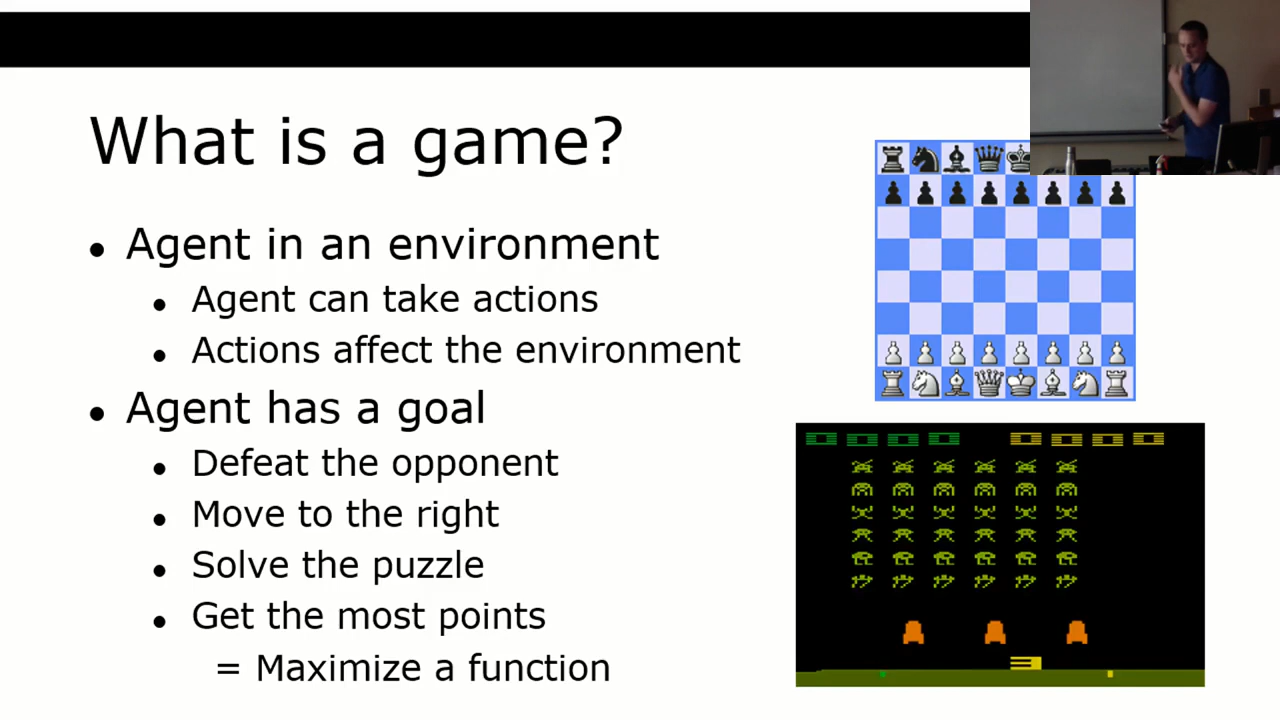 What is a game?
● Agent in an environment
● Agent can take actions
● Actions affect the environment
● Agent has a goal
● Defeat the opponent
● Move to the right
● Solve the puzzle
● Get the most points
= Maximize a function